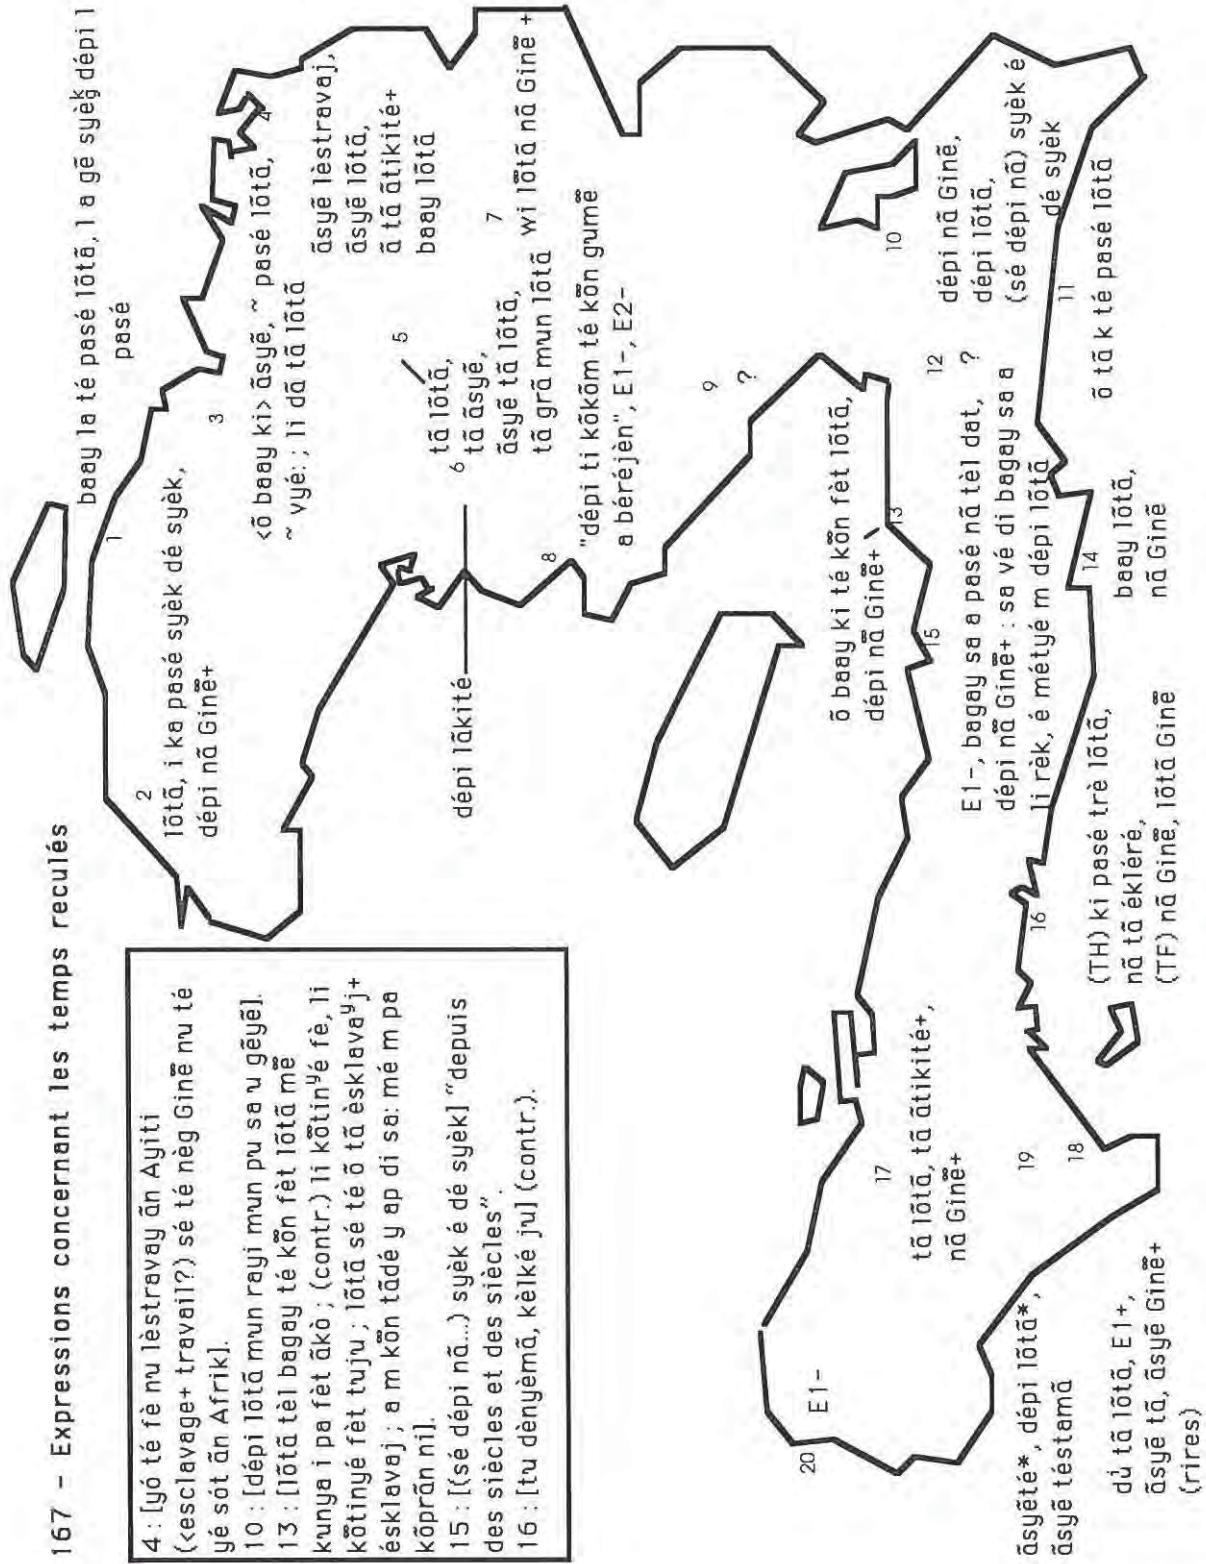 167 - Expressions concernant les temps reculés
4 : [yó té fè nu lèstravay ãn Ayiti
(<esclavage+ travail?) sé té nèg Ginẽ nu té
yé sót ãn Afrik].
10 : [dépi lõtã mun rayi mun pu sa u gẽyẽ].
13 : [lõtã tèl bagay té kõn fèt lõtã mẽ
kunya i pa fèt ãkò ; (contr.) li kõtinʸé fè, li
kõtinyé fèt tuju ; lõtã sé té õ tã èsklavaʸj+
ésklavaj ; a m kõn tãdé y ap di sa: mé m pa
kõprãn ni].
15 : [(sé dépi nã...) syèk é dé syèk] "depuis
des siècles et des siècles".
16 : [tu dènyèmã, kèlké ju] (contr.).
baay la té pasé lõtã, l a gẽ syèk dépi l
pasé
1
2
lõtã, i ka pasé syèk dé syèk,
dépi nã Ginẽ+
3
<õ baay ki> ãsyẽ, ~ pasé lõtã,
~ vyé: ; li dã tã lõtã
4
ãsyẽ lèstravaj,
ãsyẽ lõtã,
ã tã ãtikité+
baay lõtã
5
tã lõtã,
tã ãsyẽ,
ãsyẽ tã lõtã,
tã grã mun lõtã
6
dépi lãkité
7
wi lõtã nã Ginẽ +
8
"dépi ti kõkõm té kõn gumẽ
a béréjèn", E1-, E2-
9
?
10
dépi nã Ginẽ,
dépi lõtã,
(sé dépi nã) syèk é
dé syèk
11
õ tã k té pasé lõtã
12
E1-, bagay sa a pasé nã tèl dat, ?
dépi nã Ginẽ+ : sa vé di bagay sa a
li rèk, é métyé m dépi lõtã
õ baay ki té kõn fèt lõtã,
dépi nã Ginẽ+
13
14
baay lõtã,
nã Ginẽ
15
16
(TH) ki pasé trè lõtã,
nã tã ékléré,
(TF) nã Ginẽ, lõtã Ginẽ
17
tã lõtã, tã ãtikité+,
nã Ginẽ+
18
dù tã lõtã, E1+,
ãsyẽ tã, ãsyẽ Ginẽ+
(rires)
19
ãsyẽté*, dépi lõtã*,
ãsyẽ tèstamã
20
E1-